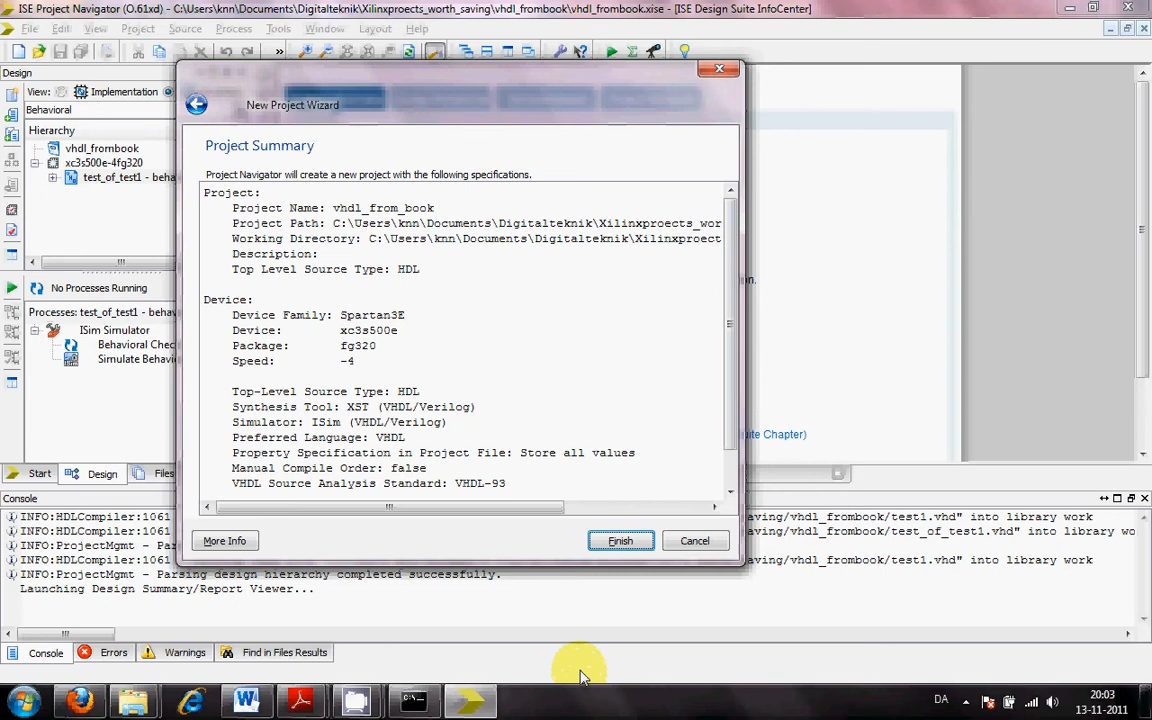 ISE Project Navigator (O.61xd) - C:\Users\knn\Documents\Digitalteknik\Xilinxproects_worth_saving\vhdl_frombook\vhdl_frombook.xise - [ISE Design Suite InfoCenter]
File Edit View Project Source Process Tools Window Layout Help
»
Design
View: Implementation
Behavioral
Hierarchy
vhdl_frombook
xc3s500e-4fg320
test_of_test1 - beha
No Processes Running
Processes: test_of_test1 - behav
ISim Simulator
Behavioral Chec
Simulate Behavio
Start Design Files
New Project Wizard
Project Summary
Project Navigator will create a new project with the following specifications.
Project:
Project Name: vhdl_from_book
Project Path: C:\Users\knn\Documents\Digitalteknik\Xilinxproects_wor
Working Directory: C:\Users\knn\Documents\Digitalteknik\Xilinxproect
Description:
Top Level Source Type: HDL
Device:
Device Family: Spartan3E
Device: xc3s500e
Package: fg320
Speed: -4
Top-Level Source Type: HDL
Synthesis Tool: XST (VHDL/Verilog)
Simulator: ISim (VHDL/Verilog)
Preferred Language: VHDL
Property Specification in Project File: Store all values
Manual Compile Order: false
VHDL Source Analysis Standard: VHDL-93
More Info Finish Cancel
on.
ite Chapter)
Console
INFO:HDLCompiler:1061 aving/vhdl_frombook/test1.vhd" into library work
INFO:HDLCompiler:1061 aving/vhdl_frombook/test_of_test1.vhd" into library wo
INFO:ProjectMgmt - Pars
INFO:HDLCompiler:1061 aving/vhdl_frombook/test1.vhd" into library work
INFO:ProjectMgmt - Parsing design hierarchy completed successfully.
Launching Design Summary/Report Viewer...
Console Errors Warnings Find in Files Results
DA
20:03
13-11-2011